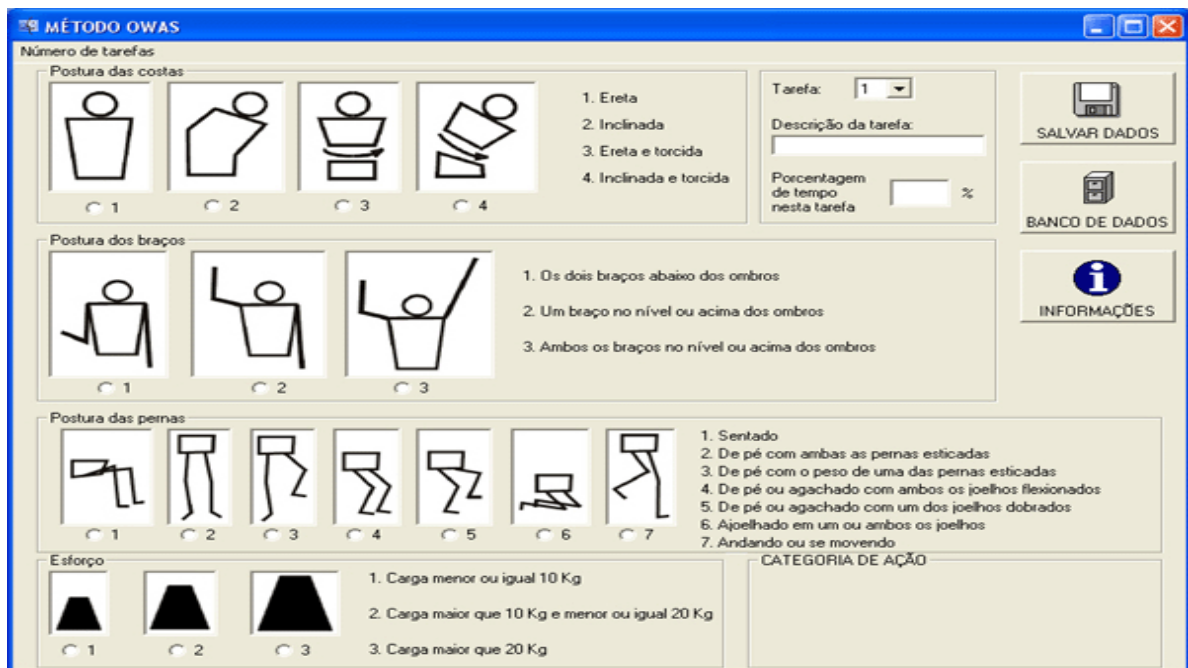 MÉTODO OWAS
Número de tarefas
Postura das costas
1. Ereta
2. Inclinada
3. Ereta e torcida
4. Inclinada e torcida
1 2 3 4
Tarefa: 1
Descrição da tarefa:
Porcentagem
de tempo
nesta tarefa
%
SALVAR DADOS
BANCO DE DADOS
INFORMAÇÕES
Postura dos braços
1. Os dois braços abaixo dos ombros
2. Um braço no nível ou acima dos ombros
3. Ambos os braços no nível ou acima dos ombros
1 2 3
Postura das pernas
1. Sentado
2. De pé com ambas as pernas esticadas
3. De pé com o peso de uma das pernas esticadas
4. De pé ou agachado com ambos os joelhos flexionados
5. De pé ou agachado com um dos joelhos dobrados
6. Ajoelhado em um ou ambos os joelhos
7. Andando ou se movendo
1 2 3 4 5 6 7
Esforço
1. Carga menor ou igual 10 Kg
2. Carga maior que 10 Kg e menor ou igual 20 Kg
3. Carga maior que 20 Kg
1 2 3
CATEGORIA DE AÇÃO